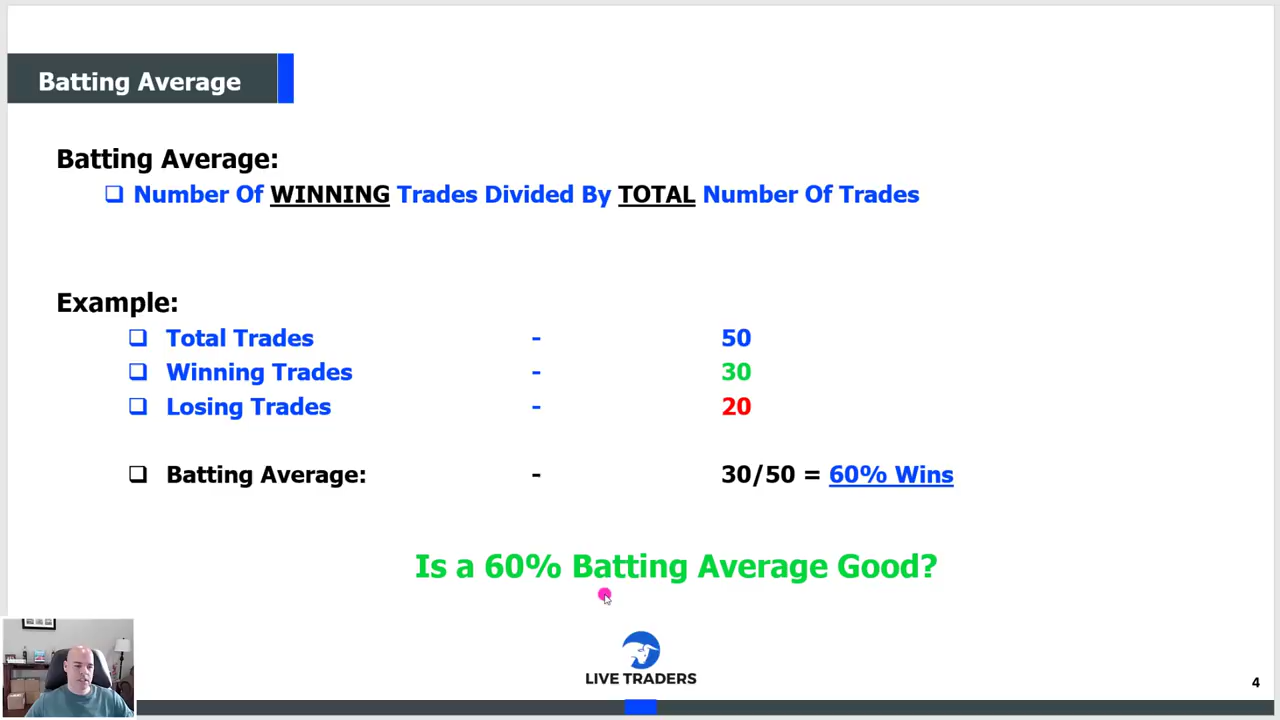 Batting Average
Batting Average:
❑ Number Of WINNING Trades Divided By TOTAL Number Of Trades
Example:
❑ Total Trades - 50
❑ Winning Trades - 30
❑ Losing Trades - 20
❑ Batting Average: - 30/50 = 60% Wins
Is a 60% Batting Average Good?
LIVE TRADERS
4